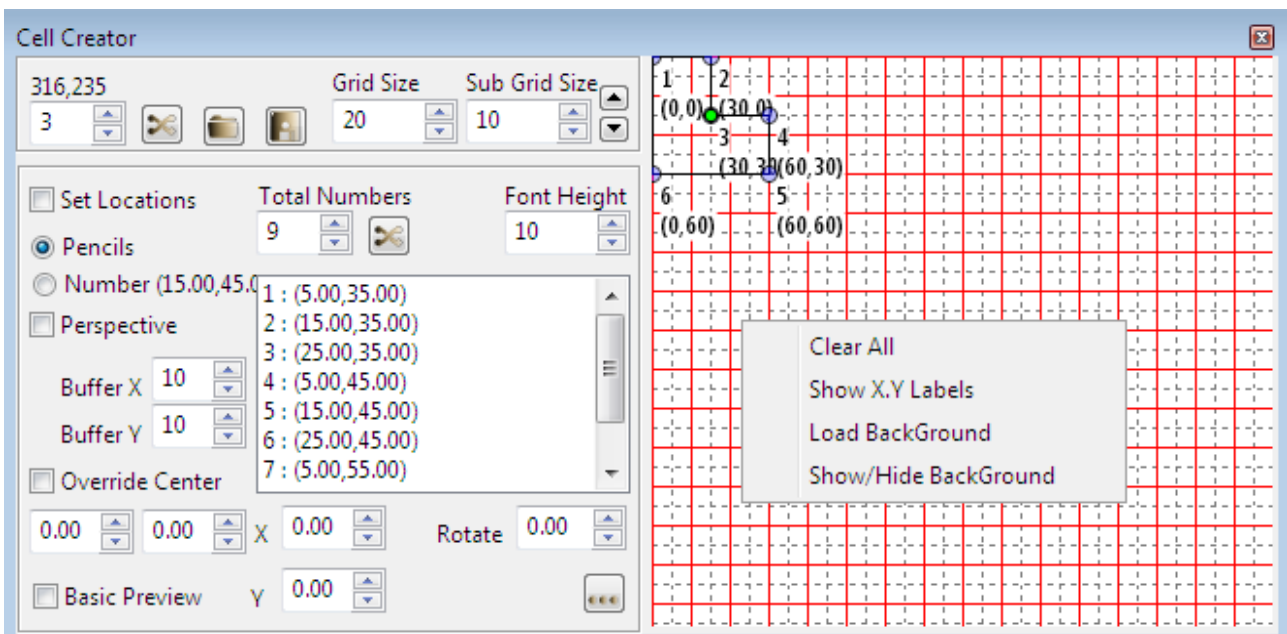 Cell Creator
316,235
Grid Size
Sub Grid Size
3
20
10
Set Locations
Total Numbers
Font Height
9
10
Pencils
Number (15.00,45.0
Perspective
Buffer X
10
Buffer Y
10
1 : (5.00,35.00)
2 : (15.00,35.00)
3 : (25.00,35.00)
4 : (5.00,45.00)
5 : (15.00,45.00)
6 : (25.00,45.00)
7 : (5.00,55.00)
Override Center
0.00
0.00
X
0.00
Rotate
0.00
Basic Preview
Y
0.00
1
2
(0,0)
(30,0)
3
4
(30,30)
(60,30)
6
5
(0,60)
(60,60)
Clear All
Show X.Y Labels
Load BackGround
Show/Hide BackGround